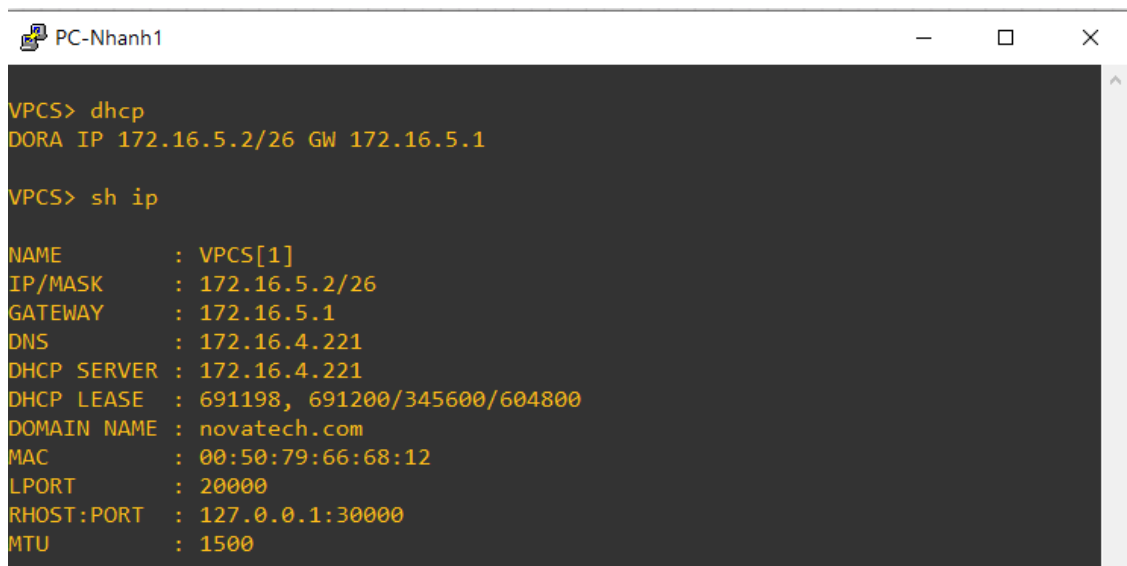 PC-Nhanh1
VPCS> dhcp
DORA IP 172.16.5.2/26 GW 172.16.5.1
VPCS> sh ip
NAME        : VPCS[1]
IP/MASK     : 172.16.5.2/26
GATEWAY     : 172.16.5.1
DNS         : 172.16.4.221
DHCP SERVER : 172.16.4.221
DHCP LEASE  : 691198, 691200/345600/604800
DOMAIN NAME : novatech.com
MAC         : 00:50:79:66:68:12
LPORT       : 20000
RHOST:PORT  : 127.0.0.1:30000
MTU         : 1500